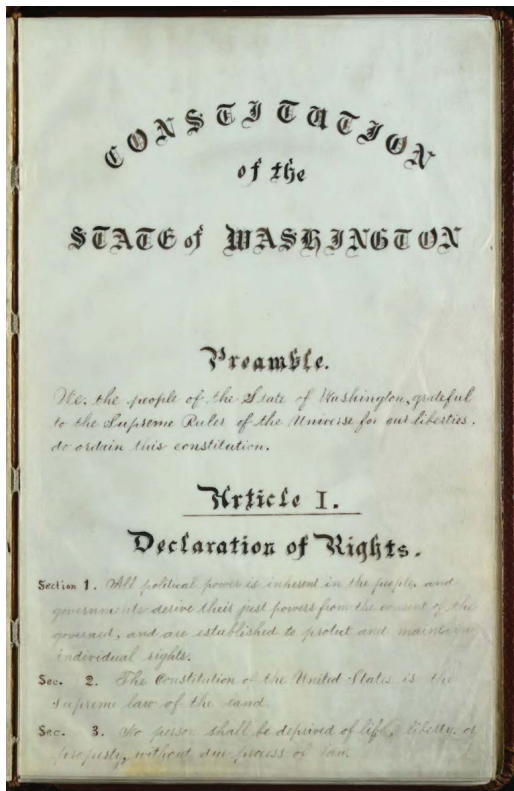 CONSTITUTION
of the
STATE of WASHINGTON
Preamble.
We, the people of the State of Washington, grateful
to the Supreme Ruler of the Universe for our liberties,
do ordain this constitution.
Article I.
Declaration of Rights.
Section 1. All political power is inherent in the people, and
governments derive their just powers from the consent of the
governed, and are established to protect and maintain
individual rights.
Sec. 2. The Constitution of the United States is the
supreme law of the land.
Sec. 3. No person shall be deprived of life, liberty, or
property, without due process of law.